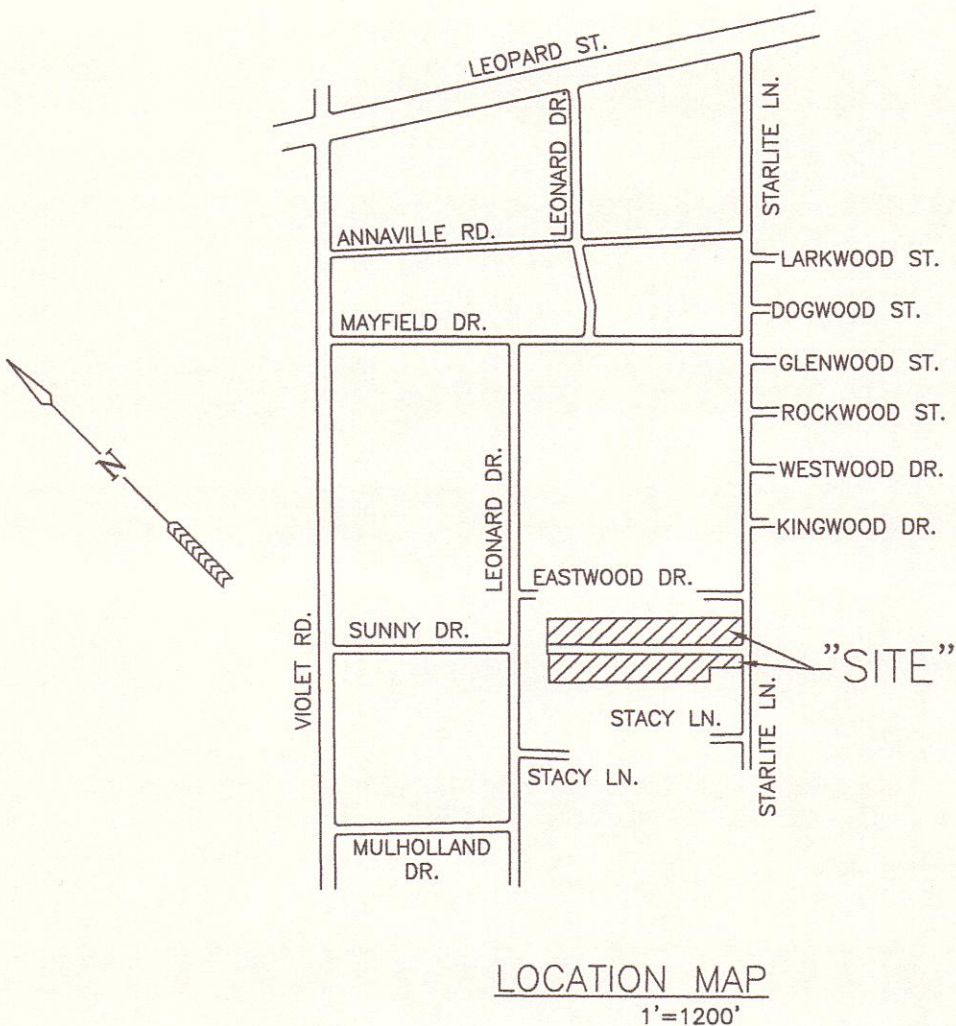 LEOPARD ST.
LEONARD DR.
STARLITE LN.
ANNAVILLE RD.
LARKWOOD ST.
DOGWOOD ST.
MAYFIELD DR.
GLENWOOD ST.
ROCKWOOD ST.
N
WESTWOOD DR.
LEONARD DR.
KINGWOOD DR.
EASTWOOD DR.
VIOLET RD.
SUNNY DR.
"SITE"
STACY LN.
STARLITE LN.
STACY LN.
MULHOLLAND
DR.
LOCATION MAP
1'=1200'